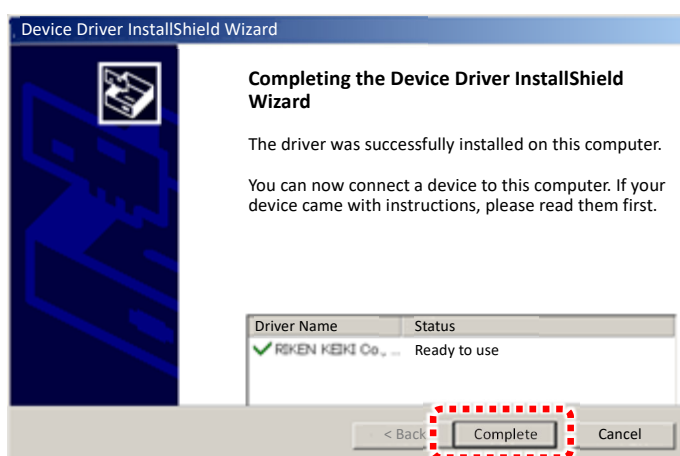 Device Driver InstallShield Wizard
Completing the Device Driver InstallShield
Wizard
The driver was successfully installed on this computer.
You can now connect a device to this computer. If your
device came with instructions, please read them first.
Driver Name Status
RIKEN KEIKI Co., ... Ready to use
< Back Complete Cancel